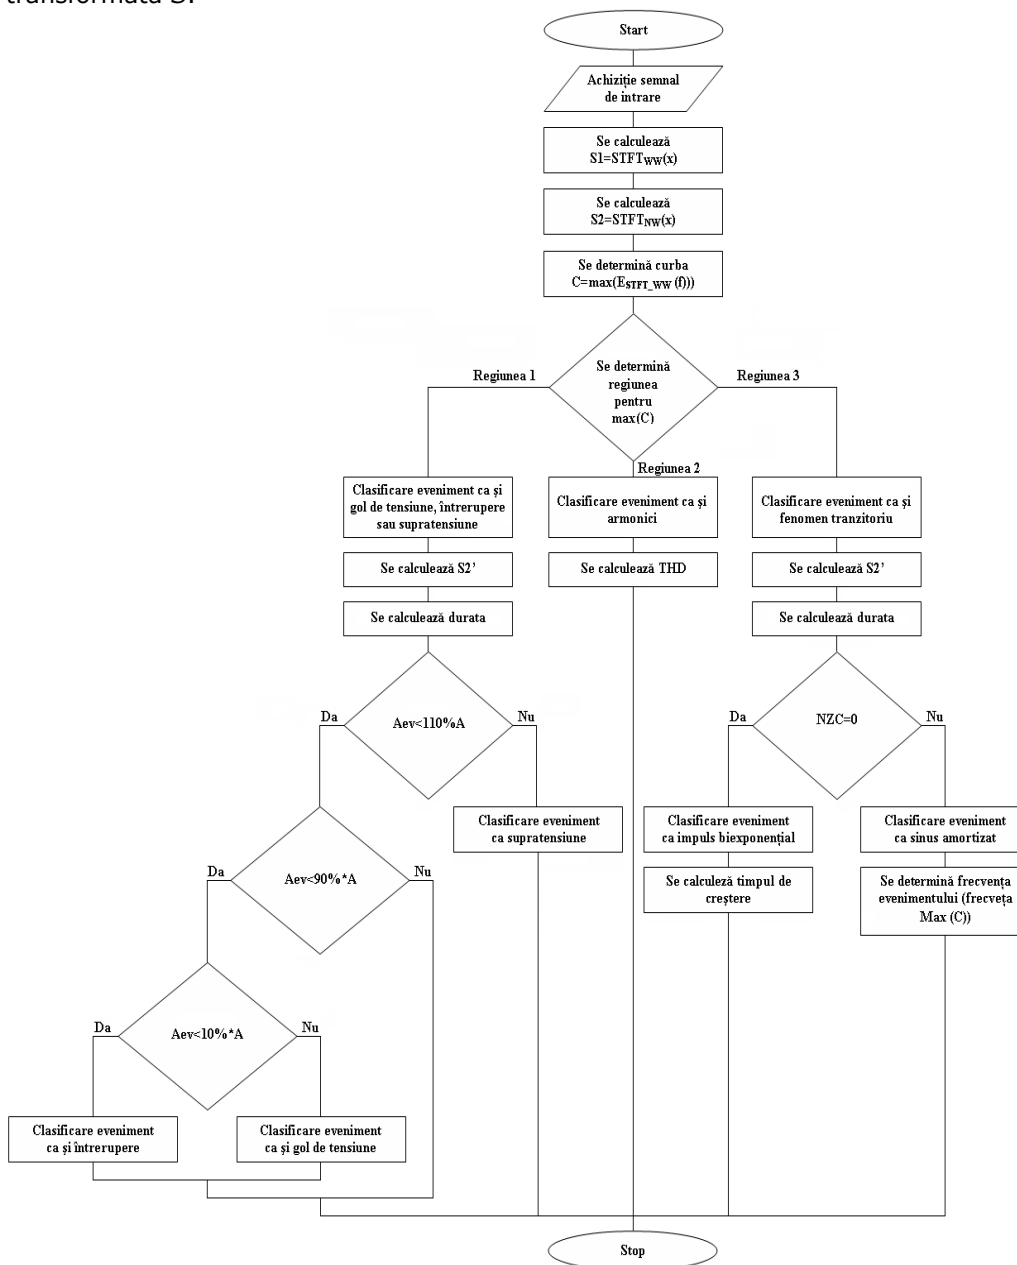 transformata S.
Start
Achiziție semnal
de intrare
Se calculează
S1=STFTWW(x)
Se calculează
S2=STFTNW(x)
Se determină curba
C=max(ESTFT_WW (f)))
Se determină
regiunea
pentru
max(C)
Regiunea 1
Regiunea 3
Regiunea 2
Clasificare eveniment ca și
gol de tensiune, întrerupere
sau supratensiune
Clasificare eveniment ca și
armonici
Clasificare eveniment ca și
fenomen tranzitoriu
Se calculează S2’
Se calculează THD
Se calculează S2’
Se calculează durata
Se calculează durata
Da
Aev<110%A
Nu
Da
NZC=0
Nu
Clasificare eveniment
ca supratensiune
Clasificare eveniment
ca impuls biexponențial
Clasificare eveniment
ca sinus amortizat
Da
Aev<90%*A
Nu
Se calculeză timpul de
creștere
Se determină frecvența
evenimentului (frecveța
Max (C))
Da
Aev<10%*A
Nu
Clasificare eveniment
ca și întrerupere
Clasificare eveniment
ca și gol de tensiune
Stop